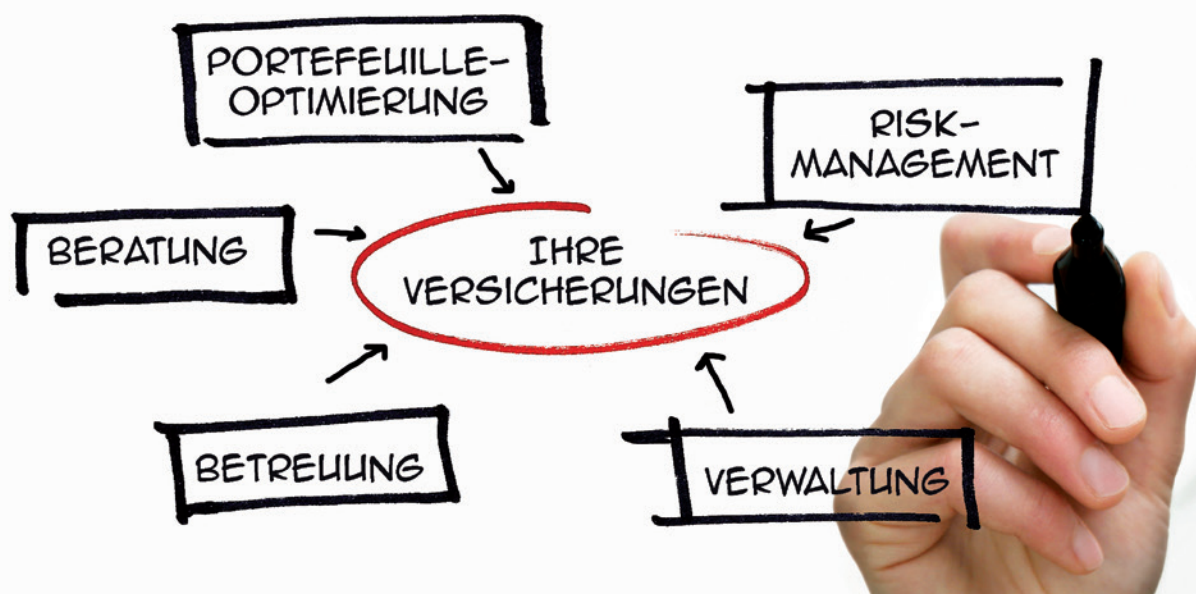 PORTEFEUILLE-
OPTIMIERUNG
RISK-
MANAGEMENT
BERATUNG
IHRE
VERSICHERUNGEN
BETREUUNG
VERWALTUNG